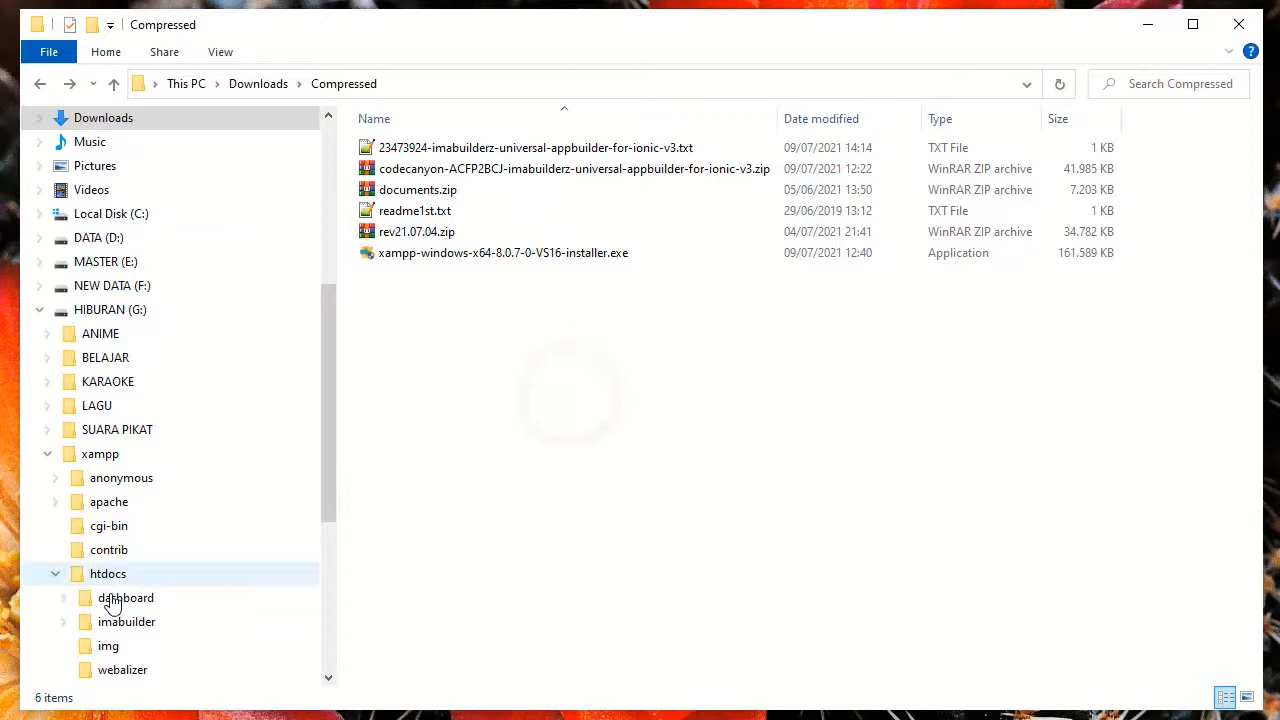 Compressed
File Home Share View
This PC Downloads Compressed Search Compressed
Name Date modified Type Size
23473924-imabuilderz-universal-appbuilder-for-ionic-v3.txt 09/07/2021 14:14 TXT File 1 KB
codecanyon-ACFP2BCJ-imabuilderz-universal-appbuilder-for-ionic-v3.zip 09/07/2021 12:22 WinRAR ZIP archive 41.985 KB
documents.zip 05/06/2021 13:50 WinRAR ZIP archive 7.203 KB
readme1st.txt 29/06/2019 13:12 TXT File 1 KB
rev21.07.04.zip 04/07/2021 21:41 WinRAR ZIP archive 34.782 KB
xampp-windows-x64-8.0.7-0-VS16-installer.exe 09/07/2021 12:40 Application 161.589 KB
Downloads
Music
Pictures
Videos
Local Disk (C:)
DATA (D:)
MASTER (E:)
NEW DATA (F:)
HIBURAN (G:)
ANIME
BELAJAR
KARAOKE
LAGU
SUARA PIKAT
xampp
anonymous
apache
cgi-bin
contrib
htdocs
dashboard
imabuilder
img
webalizer
6 items